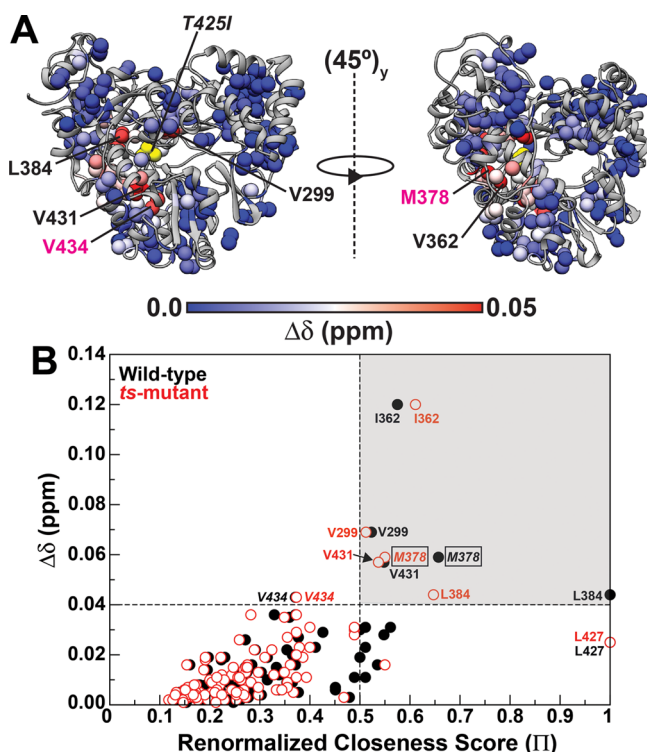 A
T425I
(45º)y
L384
V299
V431
V434
M378
V362
0.0
0.05
Δδ (ppm)
B
Wild-type
ts-mutant
0.14
0.12
0.10
0.08
0.06
0.04
0.02
0.00
Δδ (ppm)
I362
I362
V299
V299
V431
M378
M378
V431
V434
V434
L384
L384
L427
L427
0.1
0.2
0.3
0.4
0.5
0.6
0.7
0.8
0.9
1
Renormalized Closeness Score (Π)